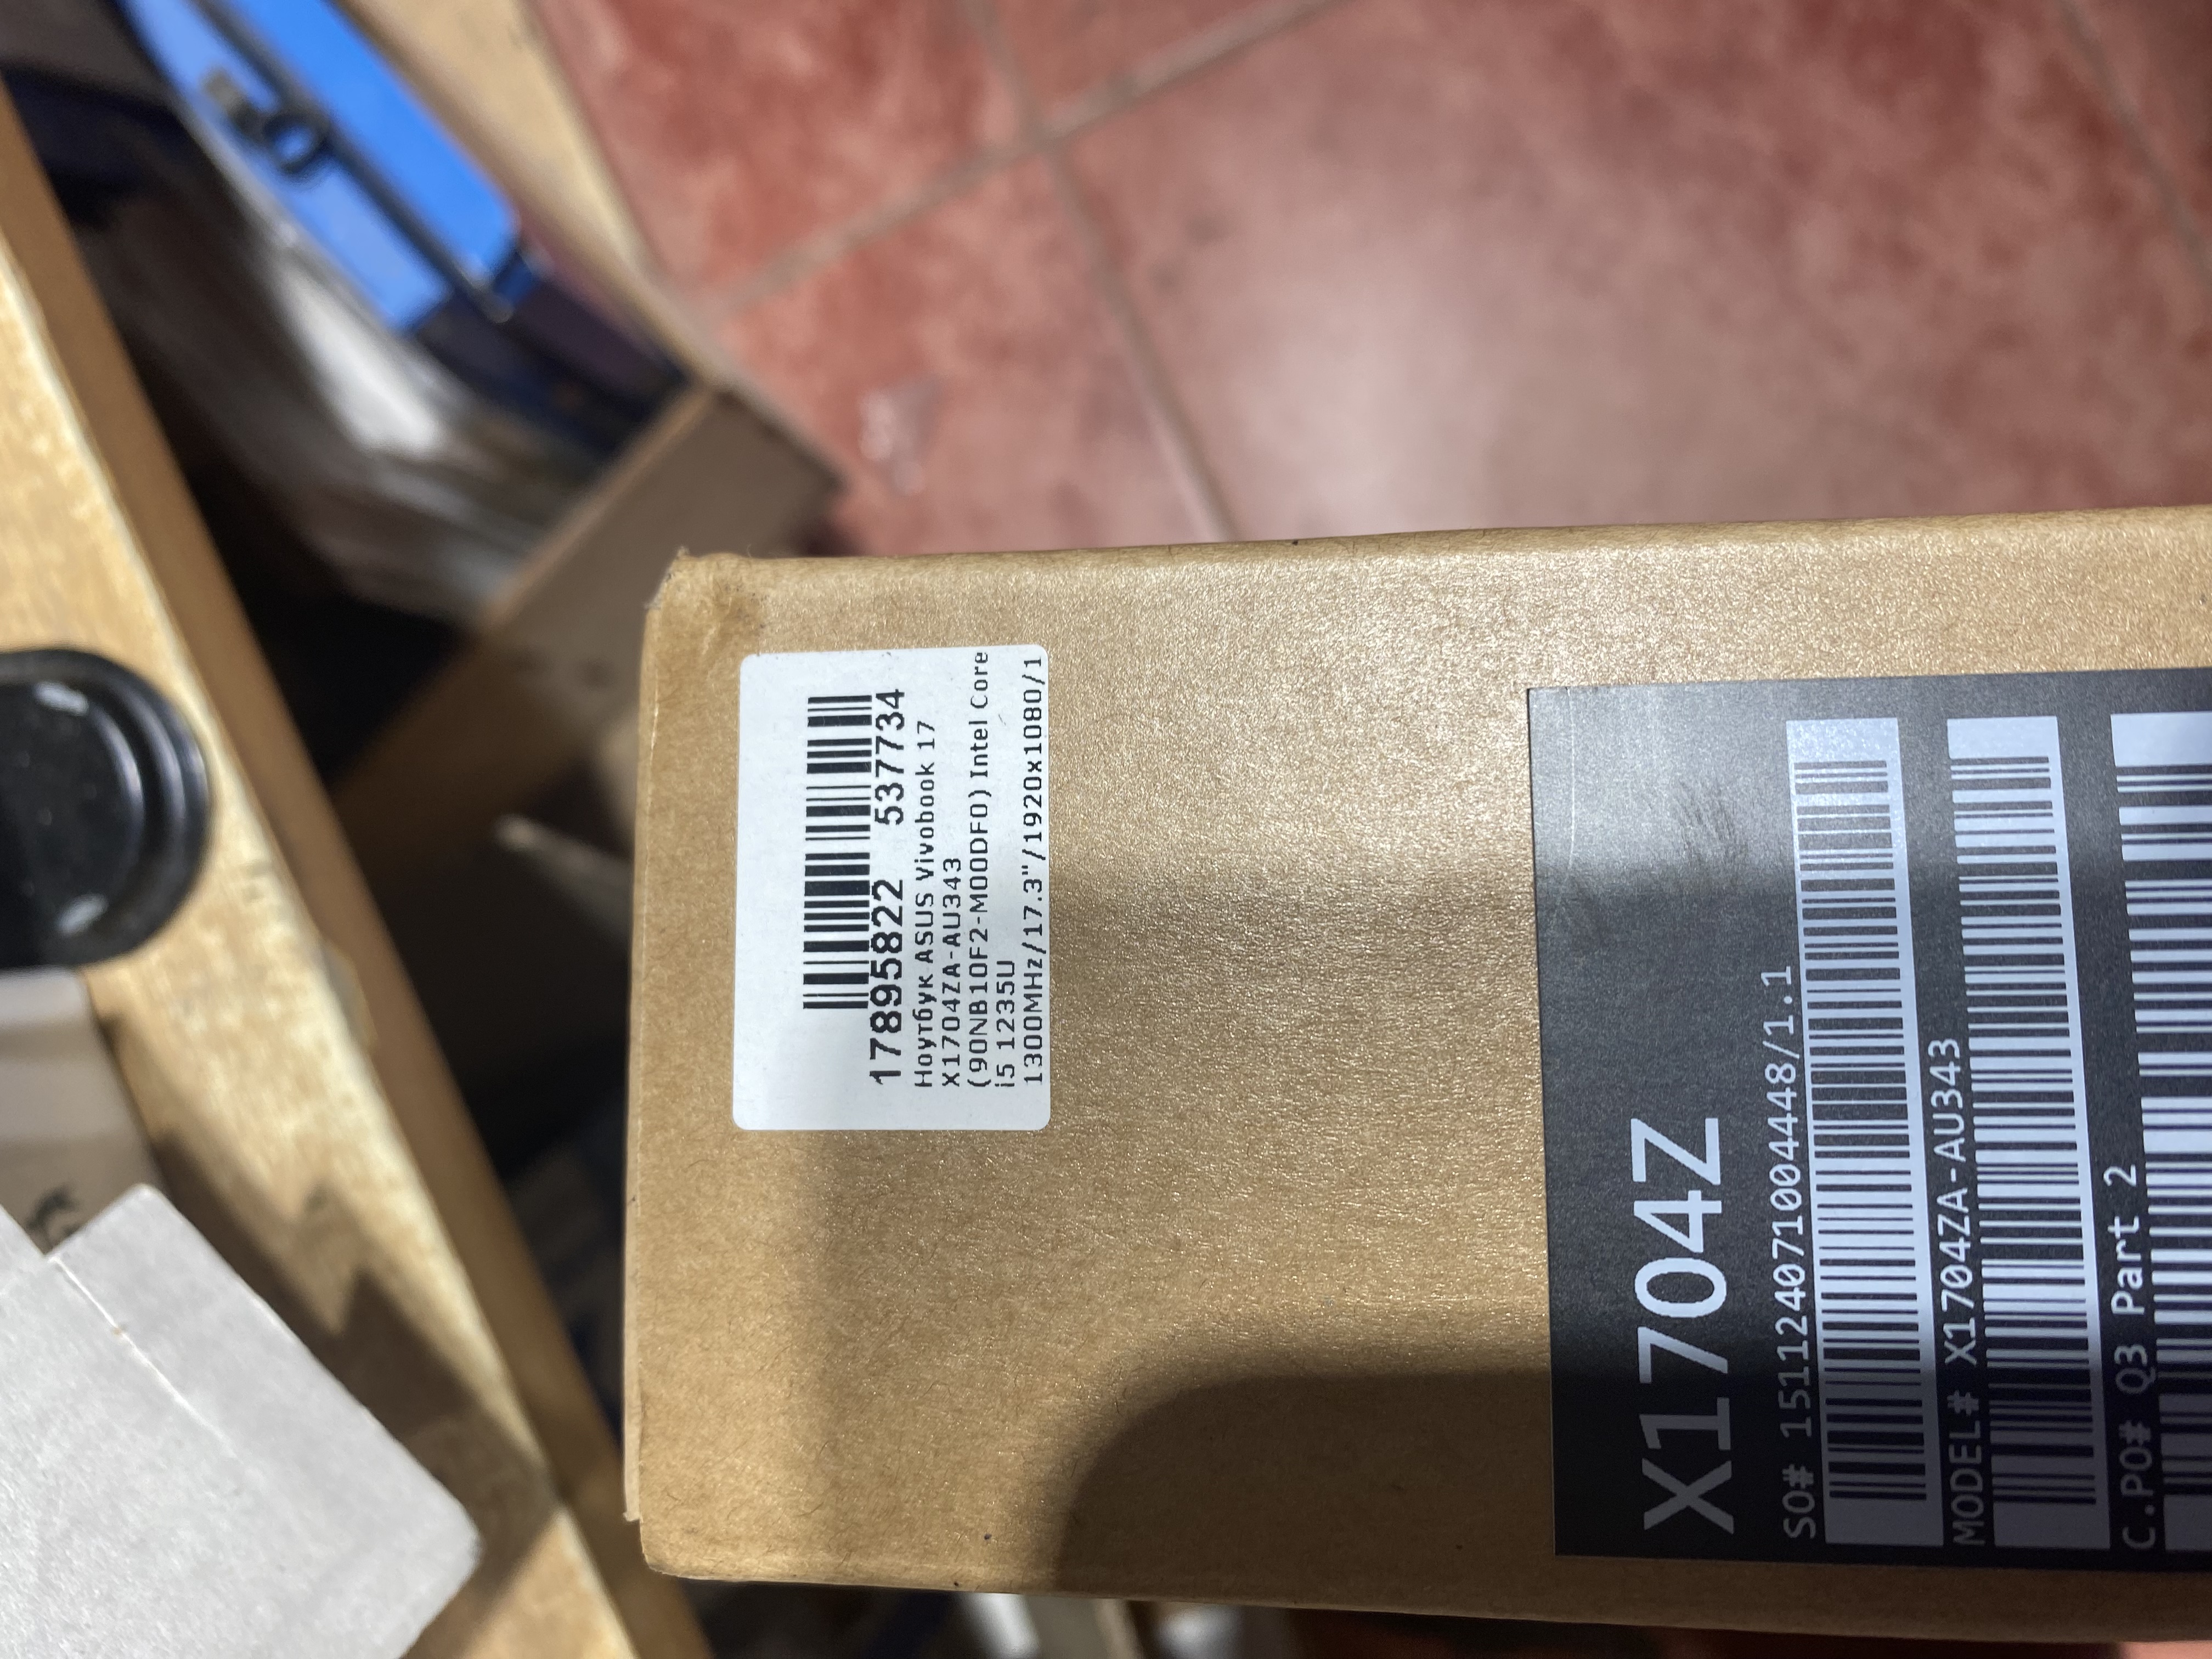 17895822 537734
Ноутбук ASUS Vivobook 17
X1704ZA-AU343
(90NB10F2-M00DF0) Intel Core
i5 1235U
1300MHz/17.3"/1920x1080/1
X1704Z
SO# 151124071004448/1.1
MODEL# X1704ZA-AU343
C.PO# Q3 Part 2